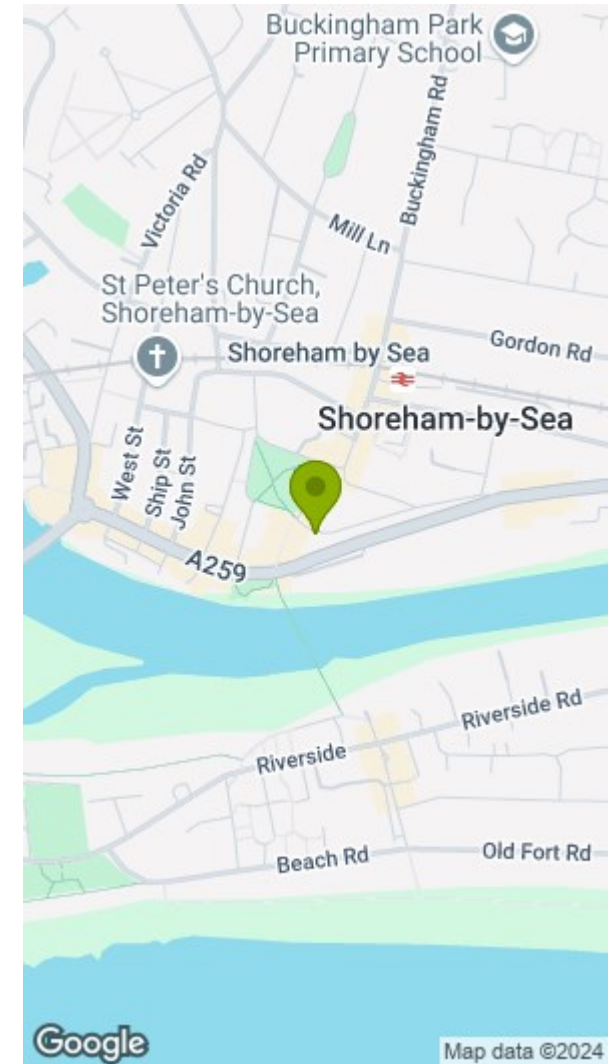 Buckingham Park
Primary School
Buckingham Rd
Victoria Rd
Mill Ln
St Peter's Church,
Shoreham-by-Sea
Shoreham by Sea
Gordon Rd
Shoreham-by-Sea
West St
Ship St
John St
A259
Riverside Rd
Riverside
Beach Rd
Old Fort Rd
Google
Map data ©2024